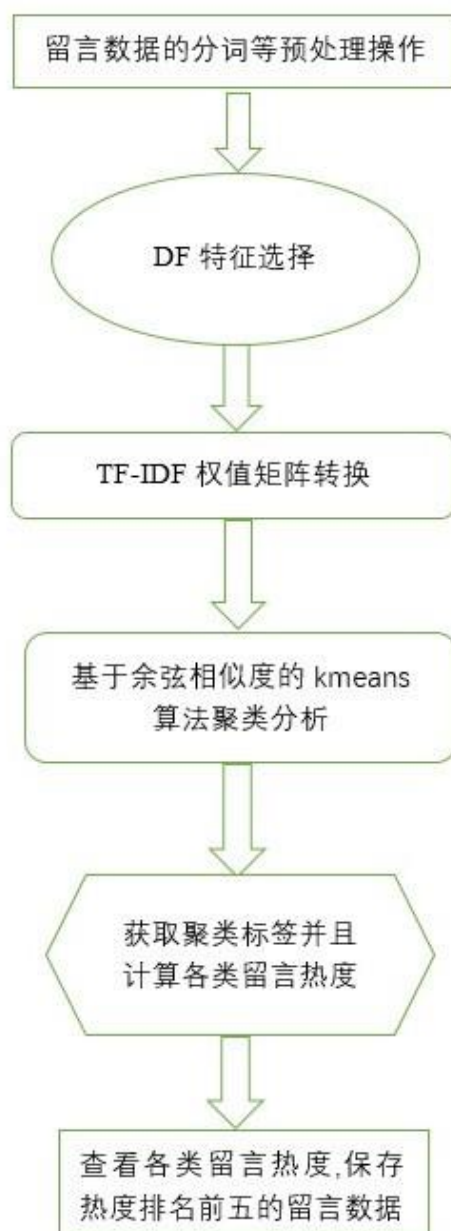 留言数据的分词等预处理操作
DF 特征选择
TF-IDF 权值矩阵转换
基于余弦相似度的 kmeans
算法聚类分析
获取聚类标签并且
计算各类留言热度
查看各类留言热度,保存
热度排名前五的留言数据